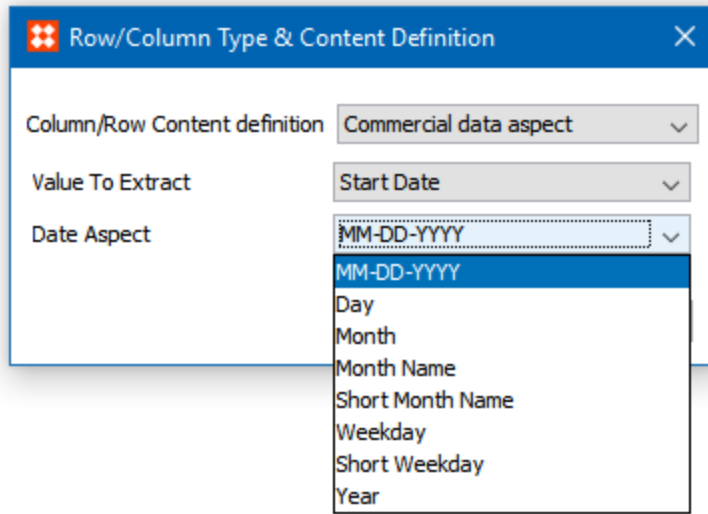 Row/Column Type & Content Definition
Column/Row Content definition Commercial data aspect
Value To Extract Start Date
Date Aspect MM-DD-YYYY
MM-DD-YYYY
Day
Month
Month Name
Short Month Name
Weekday
Short Weekday
Year